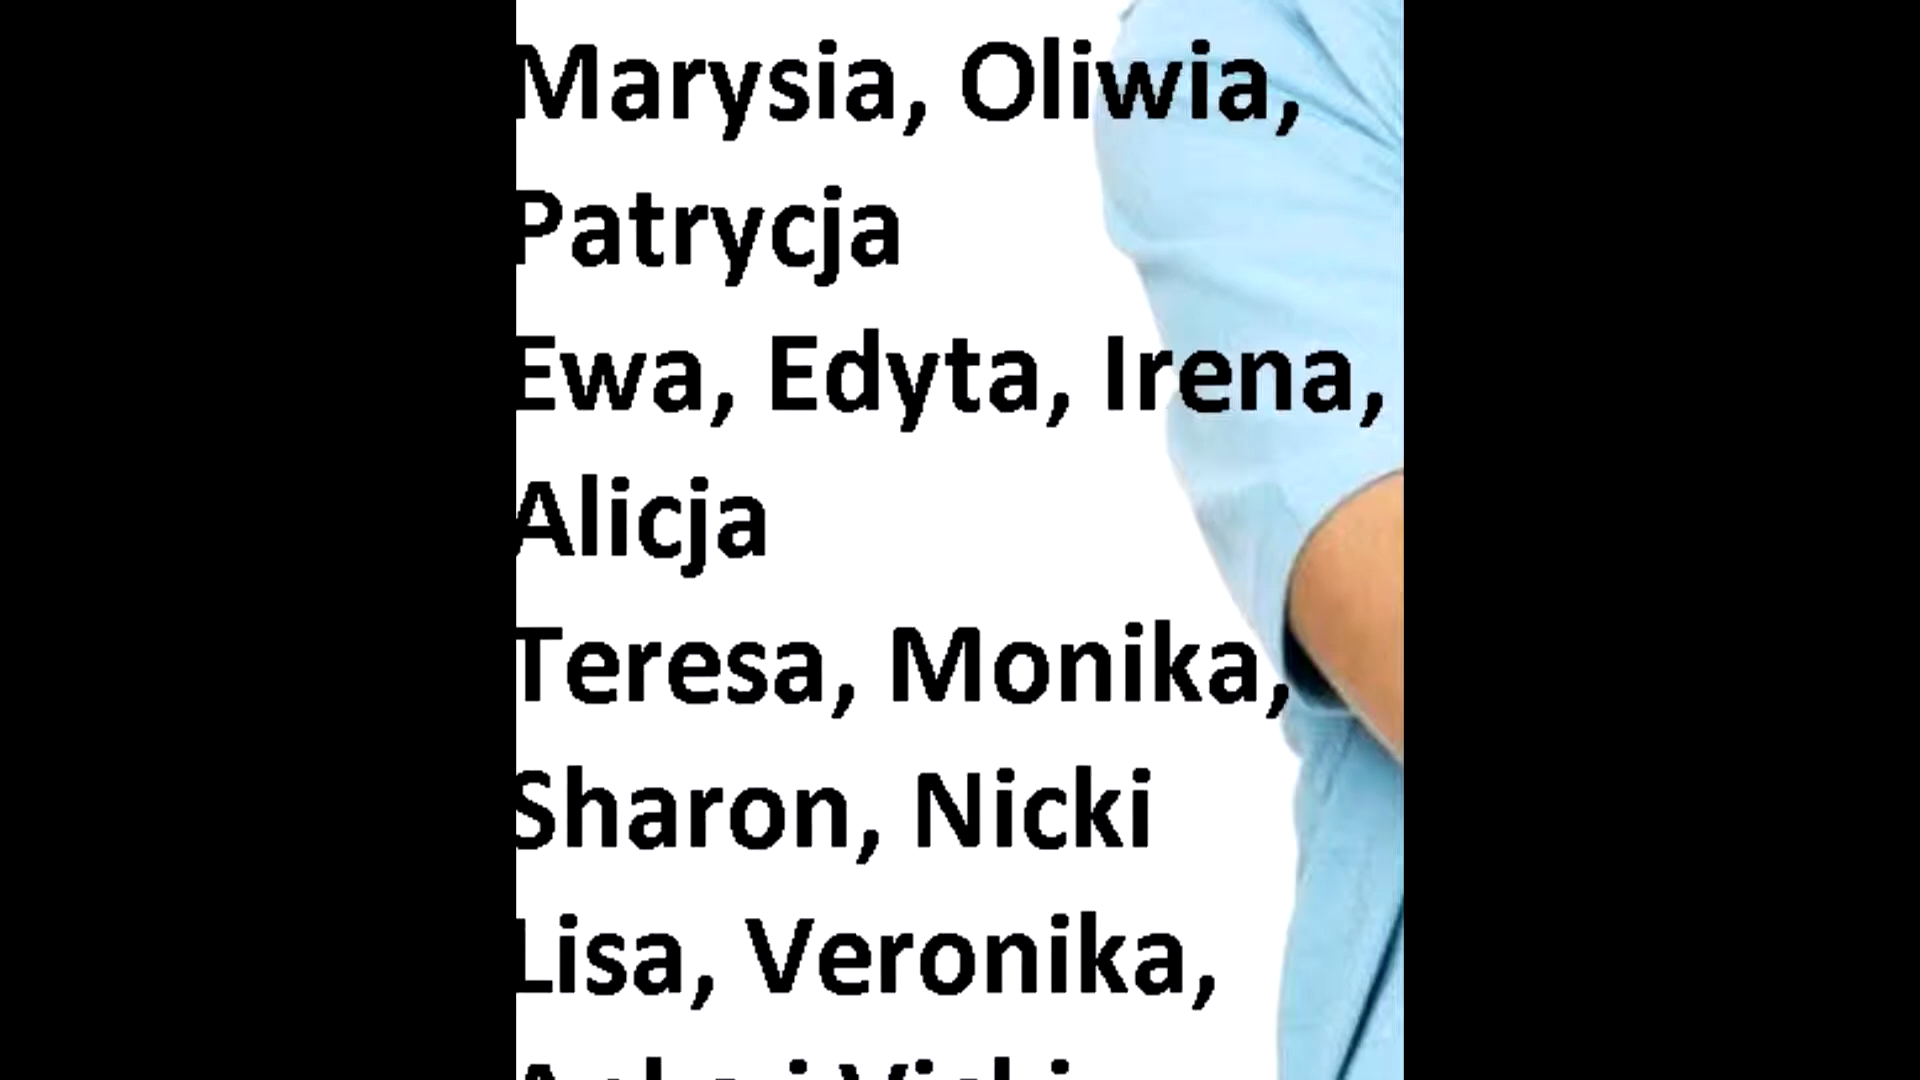 Marysia, Oliwia,
Patrycja
Ewa, Edyta, Irena,
Alicja
Teresa, Monika,
Sharon, Nicki
Lisa, Veronika,